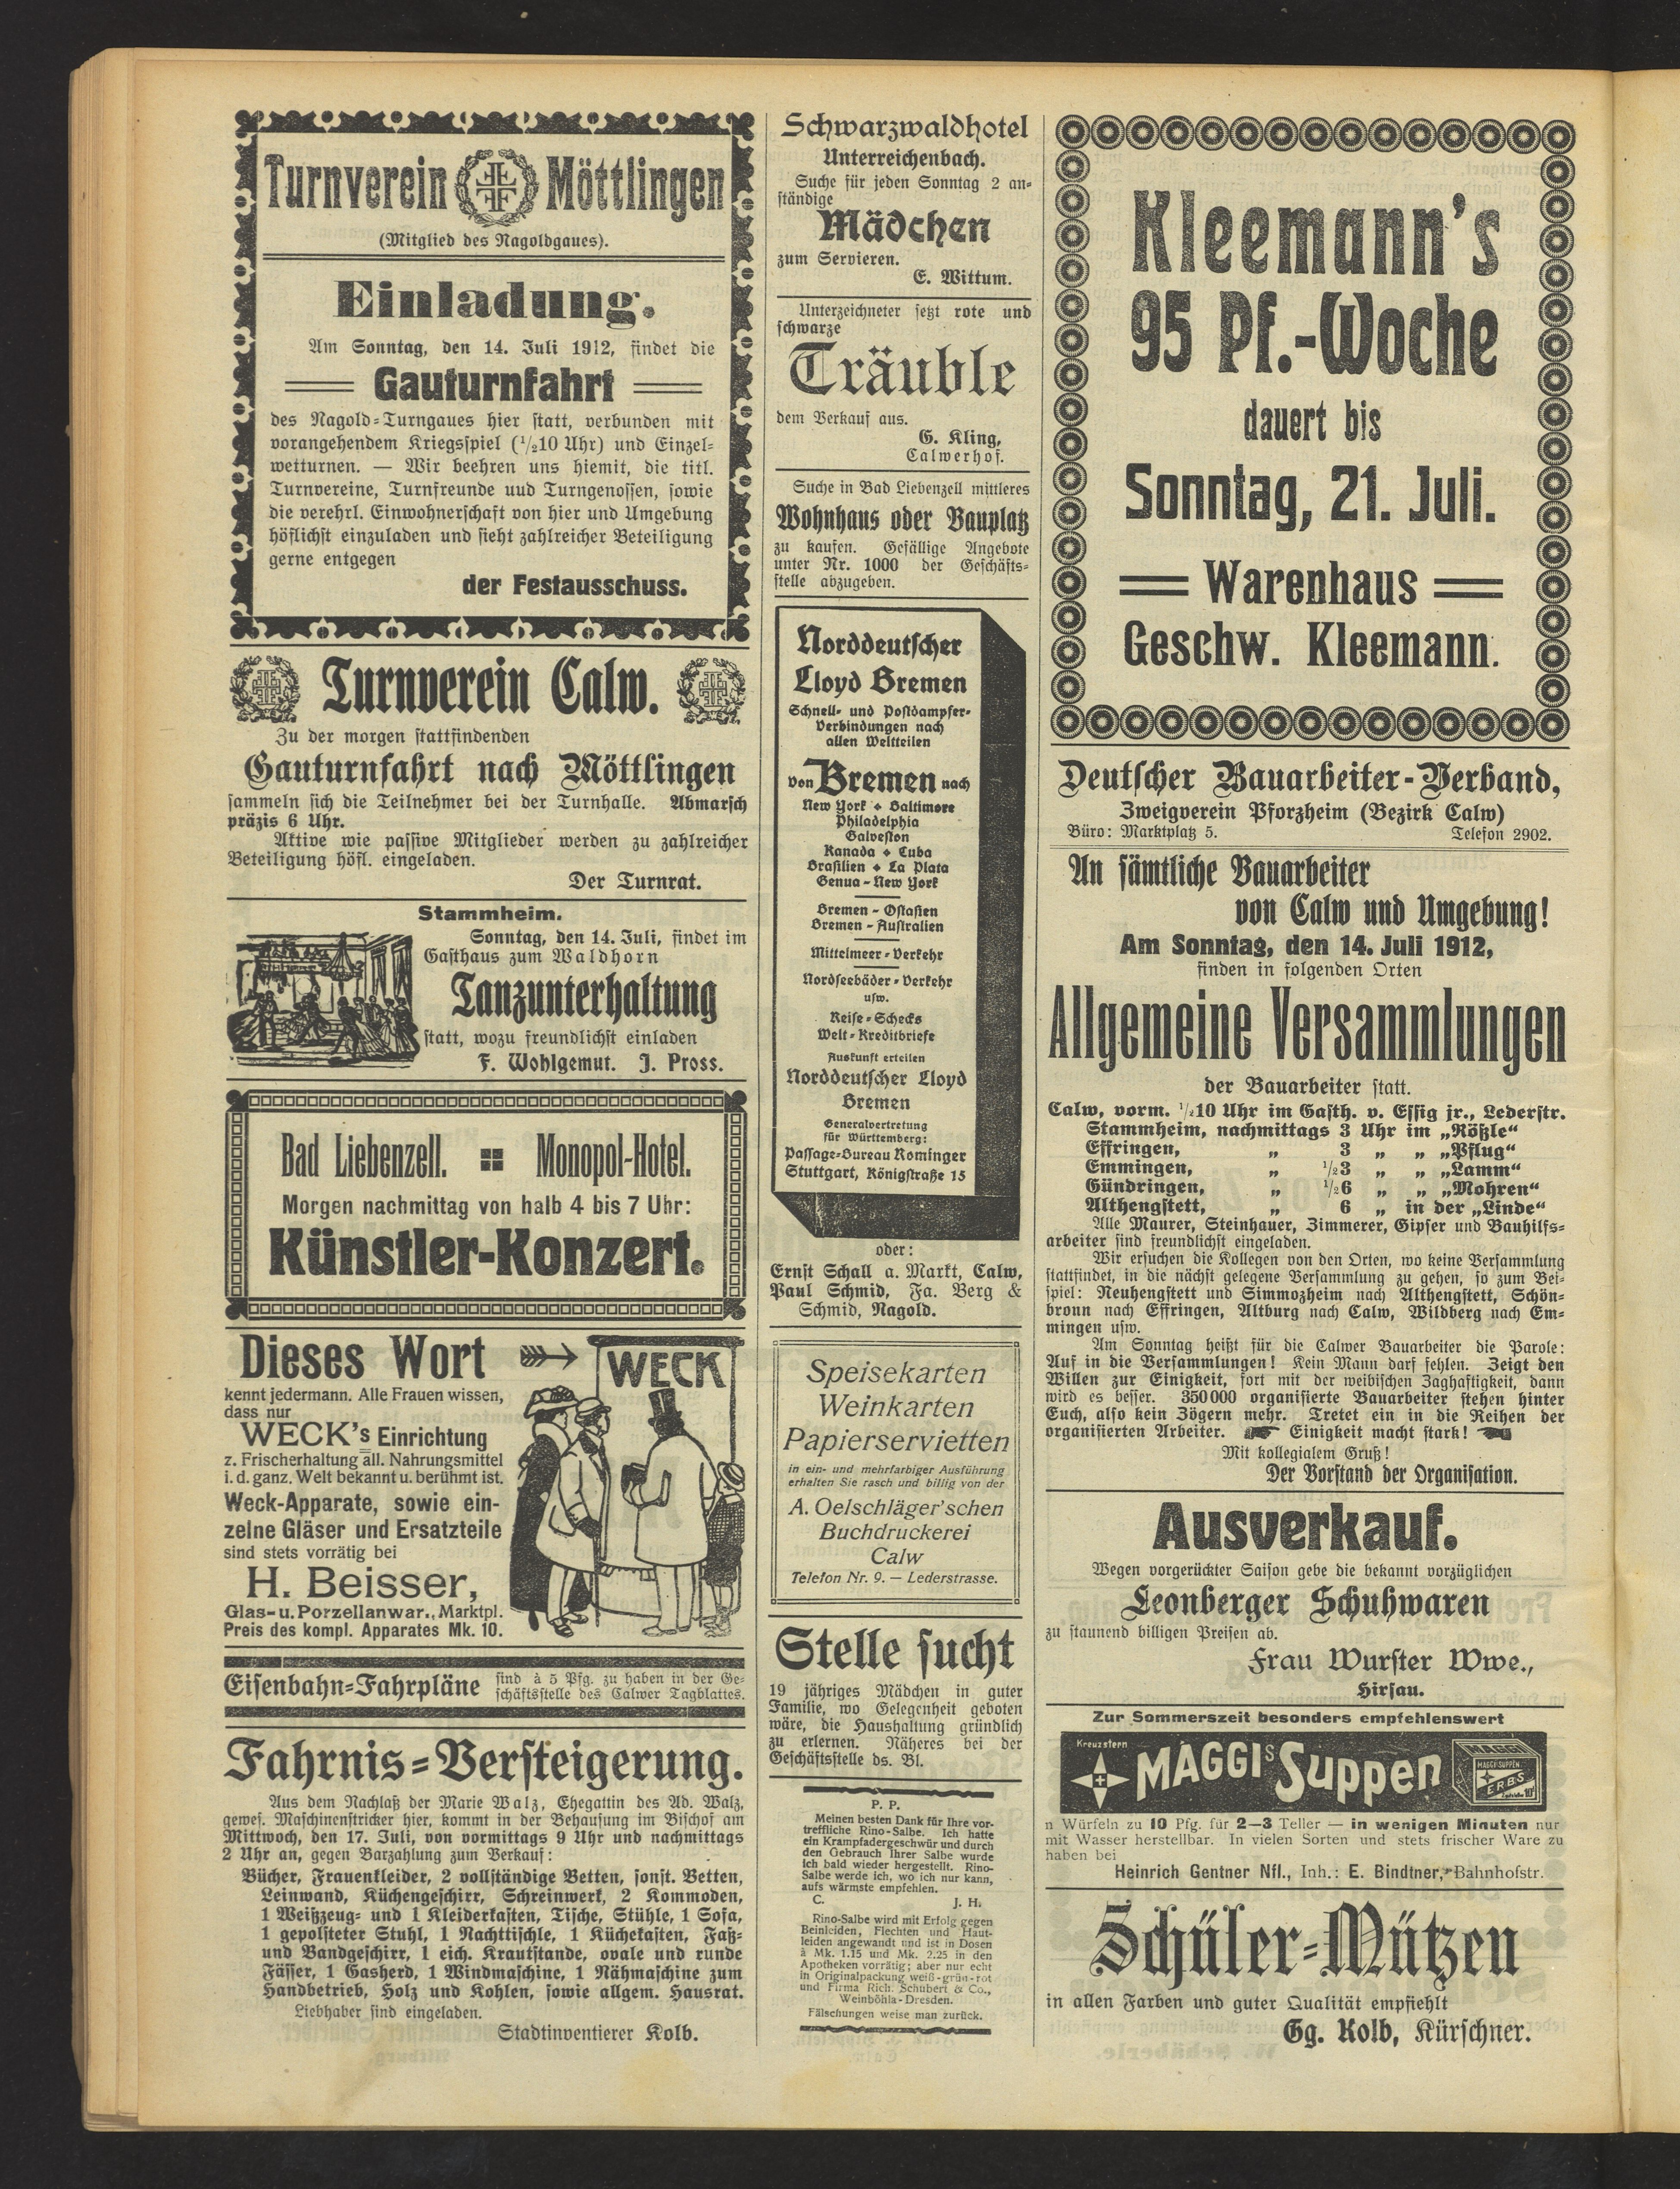 Turnverein Möttlingen
(Mitglied des Nagoldgaues).
Einladung.
Am Sonntag, den 14. Juli 1912, findet die
Gauturnfahrt
des Nagold-Turngaues hier statt, verbunden mit
vorangehendem Kriegsspiel (1/210 Uhr) und Einzel-
wetturnen. — Wir beehren uns hiemit, die titl.
Turnvereine, Turnfreunde uud Turngenossen, sowie
die verehrl. Einwohnerschaft von hier und Umgebung
höflichst einzuladen und sieht zahlreicher Beteiligung
gerne entgegen
der Festausschuss.
Turnverein Calw.
Zu der morgen stattfindenden
Gauturnfahrt nach Möttlingen
sammeln sich die Teilnehmer bei der Turnhalle. Abmarsch
präzis 6 Uhr.
Aktive wie passive Mitglieder werden zu zahlreicher
Beteiligung höfl. eingeladen.
Der Turnrat.
Stammheim.
Sonntag, den 14. Juli, findet im
Gasthaus zum Waldhorn
Tanzunterhaltung
statt, wozu freundlichst einladen
F. Wohlgemut. J. Pross.
Bad Liebenzell. Monopol-Hotel.
Morgen nachmittag von halb 4 bis 7 Uhr:
Künstler-Konzert.
Dieses Wort
WECK
kennt jedermann. Alle Frauen wissen,
dass nur
WECK's Einrichtung
z. Frischerhaltung all. Nahrungsmittel
i. d. ganz. Welt bekannt u. berühmt ist.
Weck-Apparate, sowie ein-
zelne Gläser und Ersatzteile
sind stets vorrätig bei
H. Beisser,
Glas- u. Porzellanwar., Marktpl.
Preis des kompl. Apparates Mk. 10.
Eisenbahn-Fahrpläne sind à 5 Pfg. zu haben in der Ge-
schäftsstelle des Calwer Tagblattes.
Fahrnis-Versteigerung.
Aus dem Nachlaß der Marie Walz, Ehegattin des Ad. Walz,
gewes. Maschinenstricker hier, kommt in der Behausung im Bischof am
Mittwoch, den 17. Juli, von vormittags 9 Uhr und nachmittags
2 Uhr an, gegen Barzahlung zum Verkauf:
Bücher, Frauenkleider, 2 vollständige Betten, sonst. Betten,
Leinwand, Küchengeschirr, Schreinwerk, 2 Kommoden,
1 Weißzeug- und 1 Kleiderkasten, Tische, Stühle, 1 Sofa,
1 gepolsteter Stuhl, 1 Nachttischle, 1 Küchekasten, Faß-
und Bandgeschirr, 1 eich. Krautstande, ovale und runde
Fässer, 1 Gasherd, 1 Windmaschine, 1 Nähmaschine zum
Handbetrieb, Holz und Kohlen, sowie allgem. Hausrat.
Liebhaber sind eingeladen.
Stadtinventierer Kolb.
Schwarzwaldhotel
Unterreichenbach.
Suche für jeden Sonntag 2 an-
ständige
Mädchen
zum Servieren.
E. Wittum.
Unterzeichneter setzt rote und
schwarze
Träuble
dem Verkauf aus.
G. Kling,
Calwerhof.
Suche in Bad Liebenzell mittleres
Wohnhaus oder Bauplatz
zu kaufen. Gefällige Angebote
unter Nr. 1000 der Geschäfts-
stelle abzugeben.
Norddeutscher
Lloyd Bremen
Schnell- und Postdampfer-
Verbindungen nach
allen Weltteilen
von Bremen nach
New York Baltimore
Philadelphia
Galveston
Kanada Cuba
Brasilien La Plata
Genua-New York
Bremen-Ostasien
Bremen-Australien
Mittelmeer-Verkehr
Nordseebäder-Verkehr
usw.
Reise-Schecks
Welt-Kreditbriefe
Auskunft erteilen
Norddeutscher Lloyd
Bremen
Generalvertretung
für Württemberg:
Passage-Bureau Rominger
Stuttgart, Königstraße 15
oder:
Ernst Schall a. Markt, Calw,
Paul Schmid, Fa. Berg &
Schmid, Nagold.
Speisekarten
Weinkarten
Papierservietten
in ein- und mehrfarbiger Ausführung
erhalten Sie rasch und billig von der
A. Oelschläger'schen
Buchdruckerei
Calw
Telefon Nr. 9. — Lederstrasse.
Stelle sucht
19 jähriges Mädchen in guter
Familie, wo Gelegenheit geboten
wäre, die Haushaltung gründlich
zu erlernen. Näheres bei der
Geschäftsstelle ds. Bl.
P. P.
Meinen besten Dank für Ihre vor-
treffliche Rino-Salbe. Ich hatte
ein Krampfadergeschwür und durch
den Gebrauch Ihrer Salbe wurde
ich bald wieder hergestellt. Rino-
Salbe werde ich, wo ich nur kann,
aufs wärmste empfehlen.
C. J. H.
Rino-Salbe wird mit Erfolg gegen
Beinleiden, Flechten und Haut-
leiden angewandt und ist in Dosen
à Mk. 1.15 und Mk. 2.25 in den
Apotheken vorrätig; aber nur echt
in Originalpackung weiß-grün-rot
und Firma Rich. Schubert & Co.,
Weinböhla-Dresden.
Fälschungen weise man zurück.
Kleemann's
95 Pf.-Woche
dauert bis
Sonntag, 21. Juli.
Warenhaus
Geschw. Kleemann.
Deutscher Bauarbeiter-Verband,
Zweigverein Pforzheim (Bezirk Calw)
Büro: Marktplatz 5. Telefon 2902.
An sämtliche Bauarbeiter
von Calw und Umgebung!
Am Sonntag, den 14. Juli 1912,
finden in folgenden Orten
Allgemeine Versammlungen
der Bauarbeiter statt.
Calw, vorm. 1/210 Uhr im Gasth. v. Essig jr., Lederstr.
Stammheim, nachmittags 3 Uhr im „Rößle“
Effringen, „ 3 „ „ „Pflug“
Emmingen, „ 1/23 „ „ „Lamm“
Gündringen, „ 1/26 „ „ „Mohren“
Althengstett, „ 6 „ in der „Linde“
Alle Maurer, Steinhauer, Zimmerer, Gipser und Bauhilfs-
arbeiter sind freundlichst eingeladen.
Wir ersuchen die Kollegen von den Orten, wo keine Versammlung
stattfindet, in die nächst gelegene Versammlung zu gehen, so zum Bei-
spiel: Neuhengstett und Simmozheim nach Althengstett, Schön-
bronn nach Effringen, Altburg nach Calw, Wildberg nach Em-
mingen usw.
Am Sonntag heißt für die Calwer Bauarbeiter die Parole:
Auf in die Versammlungen! Kein Mann darf fehlen. Zeigt den
Willen zur Einigkeit, fort mit der weibischen Zaghaftigkeit, dann
wird es besser. 350000 organisierte Bauarbeiter stehen hinter
Euch, also kein Zögern mehr. Tretet ein in die Reihen der
organisierten Arbeiter. Einigkeit macht stark!
Mit kollegialem Gruß!
Der Vorstand der Organisation.
Ausverkauf.
Wegen vorgerückter Saison gebe die bekannt vorzüglichen
Leonberger Schuhwaren
zu staunend billigen Preisen ab.
Frau Wurster Wwe.,
Hirsau.
Zur Sommerszeit besonders empfehlenswert
Kreuzstern
MAGGIs Suppen
MAGGI
MAGGI-SUPPEN
ERBS
n Würfeln zu 10 Pfg. für 2—3 Teller — in wenigen Minuten nur
mit Wasser herstellbar. In vielen Sorten und stets frischer Ware zu
haben bei
Heinrich Gentner Nfl., Inh.: E. Bindtner, Bahnhofstr.
Schüler-Mützen
in allen Farben und guter Qualität empfiehlt
Gg. Kolb, Kürschner.